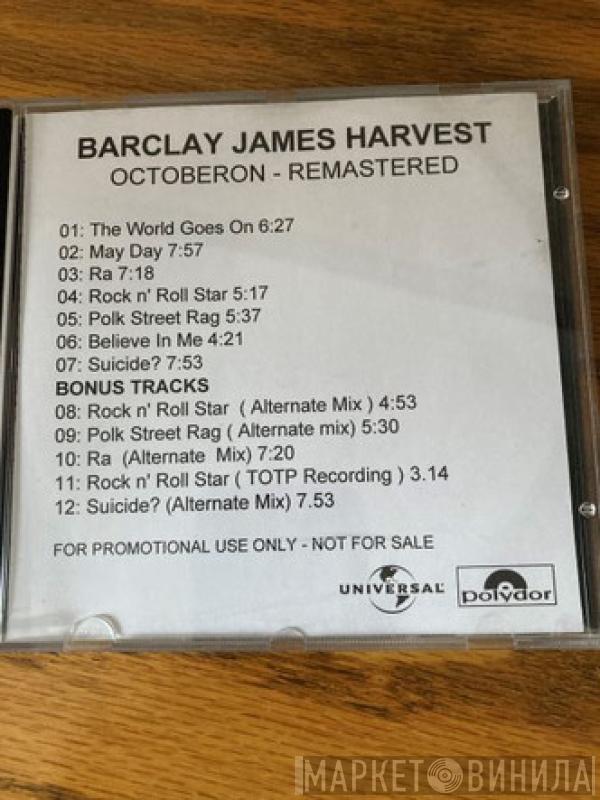 BARCLAY JAMES HARVEST
OCTOBERON - REMASTERED
01: The World Goes On 6:27
02: May Day 7:57
03: Ra 7:18
04: Rock n' Roll Star 5:17
05: Polk Street Rag 5:37
06: Believe In Me 4:21
07: Suicide? 7:53
BONUS TRACKS
08: Rock n' Roll Star ( Alternate Mix ) 4:53
09: Polk Street Rag ( Alternate mix) 5:30
10: Ra (Alternate Mix) 7:20
11: Rock n' Roll Star ( TOTP Recording ) 3.14
12: Suicide? (Alternate Mix) 7.53
FOR PROMOTIONAL USE ONLY - NOT FOR SALE
UNIVERSAL
polydor
МАРКЕТ ВИНИЛА